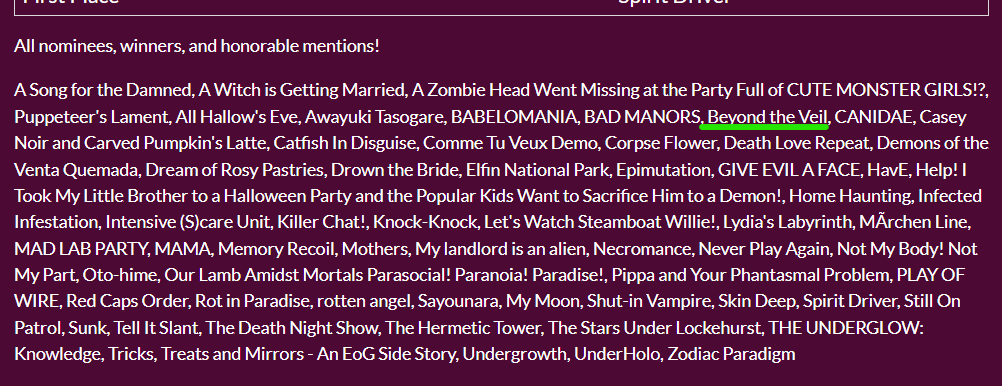 First Place Spirit Driver
All nominees, winners, and honorable mentions!
A Song for the Damned, A Witch is Getting Married, A Zombie Head Went Missing at the Party Full of CUTE MONSTER GIRLS!?,
Puppeteer's Lament, All Hallow's Eve, Awayuki Tasogare, BABELOMANIA, BAD MANORS, Beyond the Veil, CANIDAE, Casey
Noir and Carved Pumpkin's Latte, Catfish In Disguise, Comme Tu Veux Demo, Corpse Flower, Death Love Repeat, Demons of the
Venta Quemada, Dream of Rosy Pastries, Drown the Bride, Elfin National Park, Epimutation, GIVE EVIL A FACE, HavE, Help! I
Took My Little Brother to a Halloween Party and the Popular Kids Want to Sacrifice Him to a Demon!, Home Haunting, Infected
Infestation, Intensive (S)care Unit, Killer Chat!, Knock-Knock, Let's Watch Steamboat Willie!, Lydia's Labyrinth, MÃrchen Line,
MAD LAB PARTY, MAMA, Memory Recoil, Mothers, My landlord is an alien, Necromance, Never Play Again, Not My Body! Not
My Part, Oto-hime, Our Lamb Amidst Mortals Parasocial! Paranoia! Paradise!, Pippa and Your Phantasmal Problem, PLAY OF
WIRE, Red Caps Order, Rot in Paradise, rotten angel, Sayounara, My Moon, Shut-in Vampire, Skin Deep, Spirit Driver, Still On
Patrol, Sunk, Tell It Slant, The Death Night Show, The Hermetic Tower, The Stars Under Lockehurst, THE UNDERGLOW:
Knowledge, Tricks, Treats and Mirrors - An EoG Side Story, Undergrowth, UnderHolo, Zodiac Paradigm